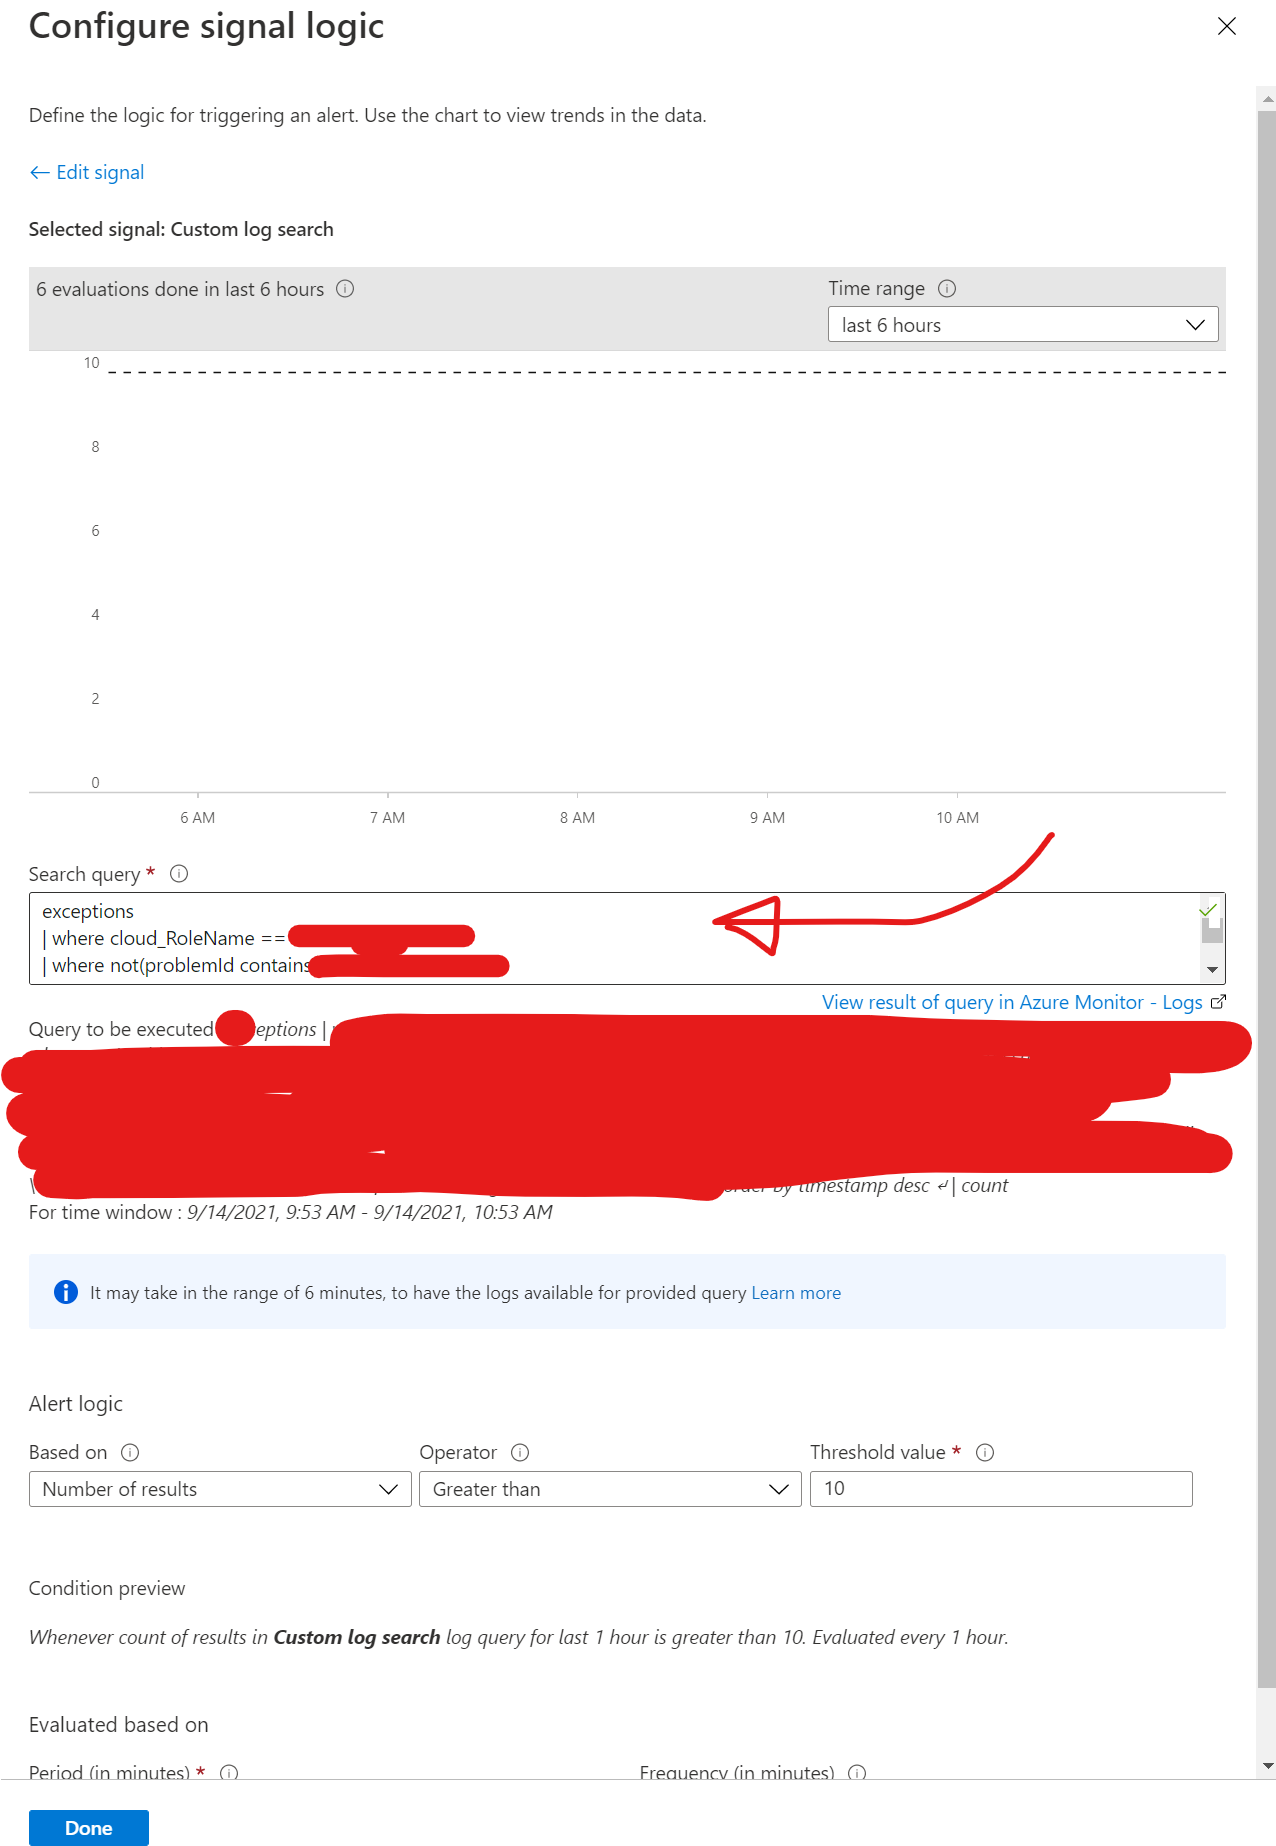 Configure signal logic
Define the logic for triggering an alert. Use the chart to view trends in the data.
← Edit signal
Selected signal: Custom log search
6 evaluations done in last 6 hours
Time range
last 6 hours
10
8
6
4
2
0
6 AM 7 AM 8 AM 9 AM 10 AM
Search query *
exceptions
| where cloud_RoleName ==
| where not(problemId contains
View result of query in Azure Monitor - Logs
Query to be executed eptions |
by timestamp desc ↵ | count
For time window : 9/14/2021, 9:53 AM - 9/14/2021, 10:53 AM
It may take in the range of 6 minutes, to have the logs available for provided query Learn more
Alert logic
Based on Operator Threshold value *
Number of results Greater than 10
Condition preview
Whenever count of results in Custom log search log query for last 1 hour is greater than 10. Evaluated every 1 hour.
Evaluated based on
Period (in minutes) * Frequency (in minutes)
Done